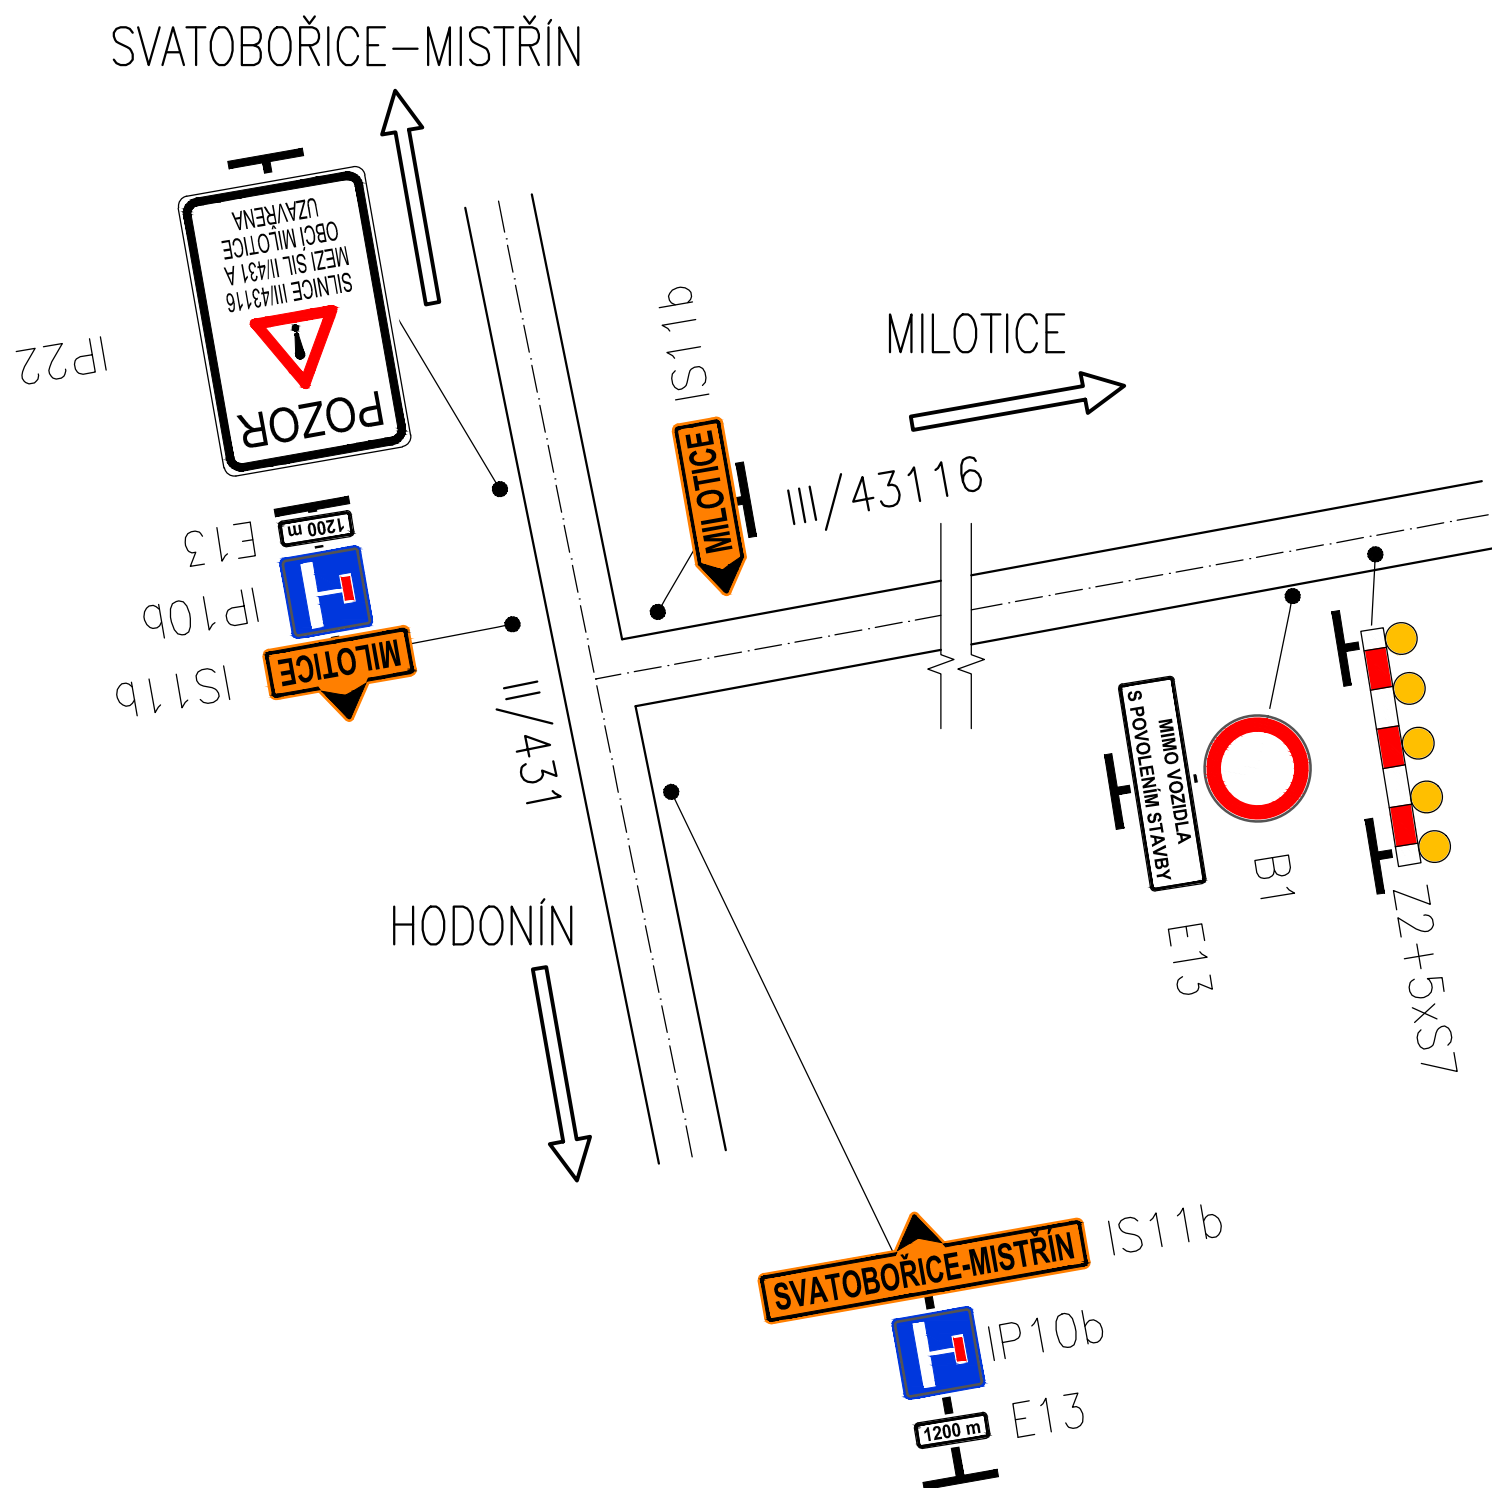 SVATOBOŘICE-MISTŘÍN
POZOR
SILNICE III/43116
MEZI SIL II/431 A
OBCÍ MILOTICE
UZAVŘENA
IP22
E13
1200 m
IP10b
IS11b
MILOTICE
IS11b
MILOTICE
MILOTICE
III/43116
II/431
HODONÍN
MIMO VOZIDLA
S POVOLENÍM STAVBY
B1
E13
Z2+5xS7
SVATOBOŘICE-MISTŘÍN
IS11b
IP10b
1200 m
E13